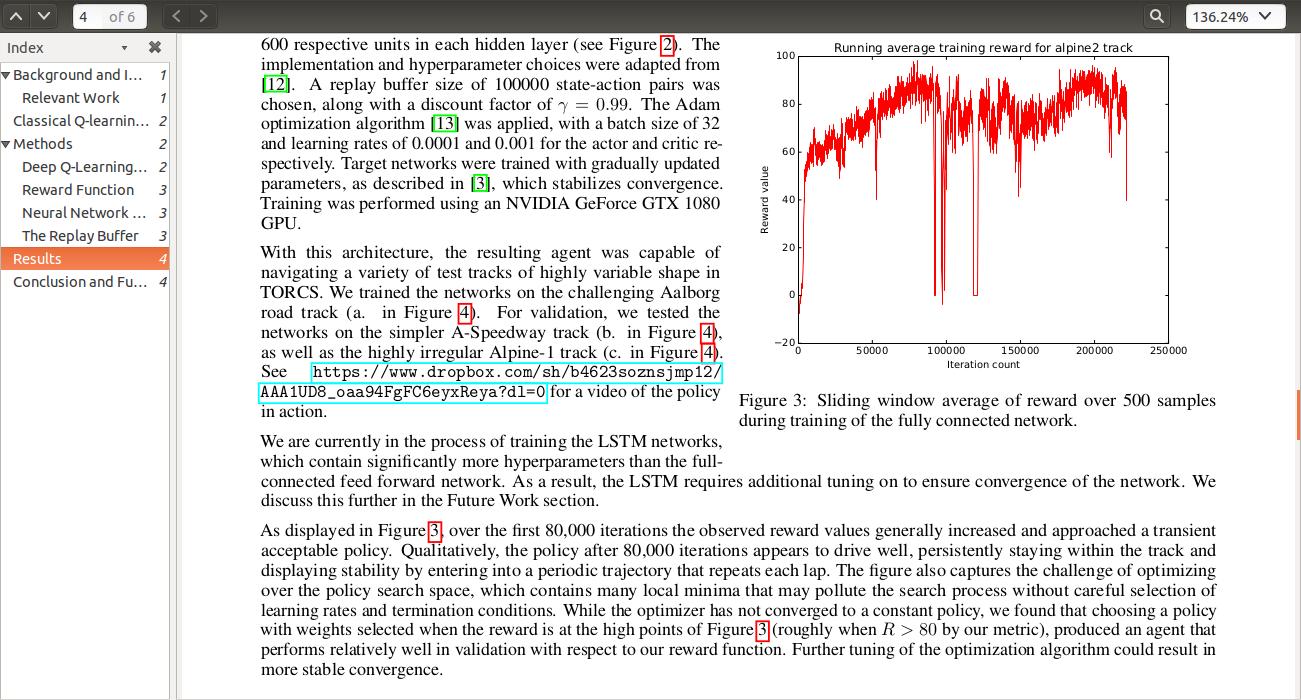 4 of 6
136.24%
Index
Background and I... 1
Relevant Work 1
Classical Q-learnin... 2
Methods 2
Deep Q-Learning... 2
Reward Function 3
Neural Network ... 3
The Replay Buffer 3
Results 4
Conclusion and Fu... 4
600 respective units in each hidden layer (see Figure 2). The
implementation and hyperparameter choices were adapted from
[12]. A replay buffer size of 100000 state-action pairs was
chosen, along with a discount factor of γ = 0.99. The Adam
optimization algorithm [13] was applied, with a batch size of 32
and learning rates of 0.0001 and 0.001 for the actor and critic re-
spectively. Target networks were trained with gradually updated
parameters, as described in [3], which stabilizes convergence.
Training was performed using an NVIDIA GeForce GTX 1080
GPU.
With this architecture, the resulting agent was capable of
navigating a variety of test tracks of highly variable shape in
TORCS. We trained the networks on the challenging Aalborg
road track (a. in Figure 4). For validation, we tested the
networks on the simpler A-Speedway track (b. in Figure 4),
as well as the highly irregular Alpine-1 track (c. in Figure 4).
See https://www.dropbox.com/sh/b4623soznsjmp12/
AAA1UD8_oaa94FgFC6eyxReya?dl=0 for a video of the policy
in action.
We are currently in the process of training the LSTM networks,
which contain significantly more hyperparameters than the full-
connected feed forward network. As a result, the LSTM requires additional tuning on to ensure convergence of the network. We
discuss this further in the Future Work section.
Running average training reward for alpine2 track
100
80
60
40
20
0
−20
Reward value
0 50000 100000 150000 200000 250000
Iteration count
Figure 3: Sliding window average of reward over 500 samples
during training of the fully connected network.
As displayed in Figure 3, over the first 80,000 iterations the observed reward values generally increased and approached a transient
acceptable policy. Qualitatively, the policy after 80,000 iterations appears to drive well, persistently staying within the track and
displaying stability by entering into a periodic trajectory that repeats each lap. The figure also captures the challenge of optimizing
over the policy search space, which contains many local minima that may pollute the search process without careful selection of
learning rates and termination conditions. While the optimizer has not converged to a constant policy, we found that choosing a policy
with weights selected when the reward is at the high points of Figure 3 (roughly when R > 80 by our metric), produced an agent that
performs relatively well in validation with respect to our reward function. Further tuning of the optimization algorithm could result in
more stable convergence.